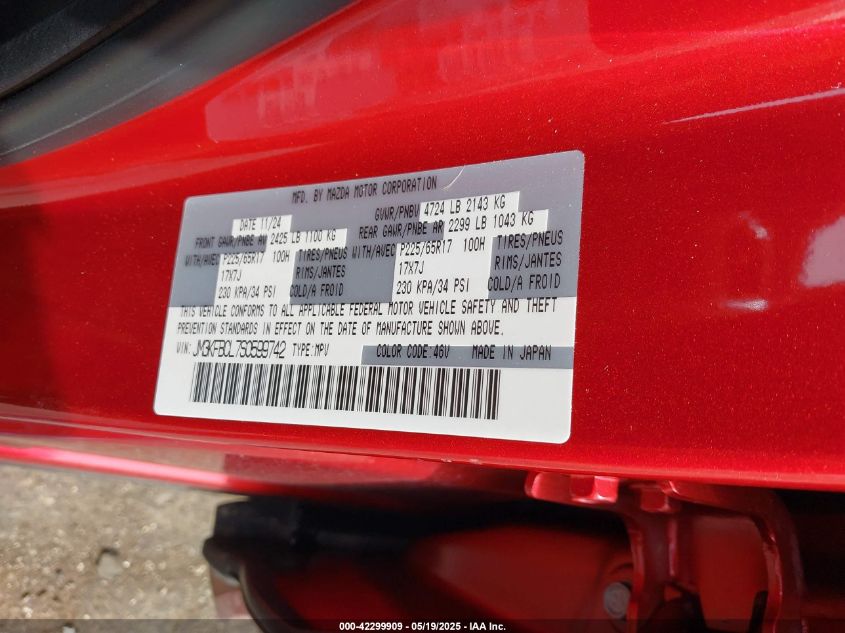 MFD. BY MAZDA MOTOR CORPORATION
DATE 11/24 GVWR/PNBV 4724 LB 2143 KG
FRONT GAWR/PNBE AV 2425 LB 1100 KG REAR GAWR/PNBE AR 2299 LB 1043 KG
WITH/AVEC P225/65R17 100H TIRES/PNEUS WITH/AVEC P225/65R17 100H TIRES/PNEUS
17X7J RIMS/JANTES 17X7J RIMS/JANTES
230 KPA/34 PSI COLD/A FROID 230 KPA/34 PSI COLD/A FROID
THIS VEHICLE CONFORMS TO ALL APPLICABLE FEDERAL MOTOR VEHICLE SAFETY AND THEFT
PREVENTION STANDARDS IN EFFECT ON THE DATE OF MANUFACTURE SHOWN ABOVE.
VIN: JM3KFBCL7S0599742 TYPE:MPV COLOR CODE:46V MADE IN JAPAN
000-42299909 - 05/19/2025 - IAA Inc.